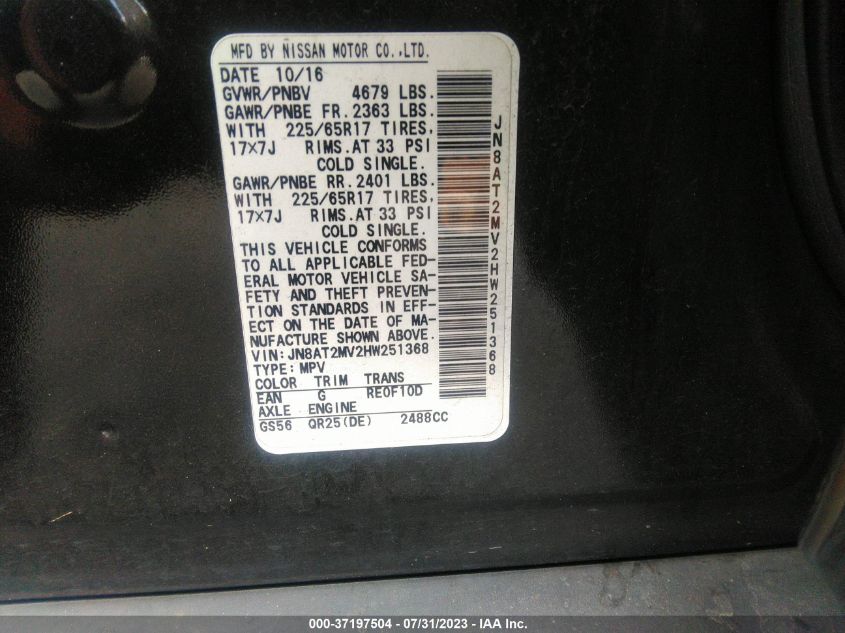 MFD BY NISSAN MOTOR CO.,LTD.
DATE 10/16
GVWR/PNBV 4679 LBS.
GAWR/PNBE FR. 2363 LBS.
WITH 225/65R17 TIRES,
17X7J RIMS. AT 33 PSI
COLD SINGLE.
GAWR/PNBE RR. 2401 LBS.
WITH 225/65R17 TIRES,
17X7J RIMS. AT 33 PSI
COLD SINGLE.
THIS VEHICLE CONFORMS
TO ALL APPLICABLE FED-
ERAL MOTOR VEHICLE SA-
FETY AND THEFT PREVEN-
TION STANDARDS IN EFF-
ECT ON THE DATE OF MA-
NUFACTURE SHOWN ABOVE.
VIN: JN8AT2MV2HW251368
TYPE: MPV
COLOR TRIM TRANS
EAN G RE0F10D
AXLE ENGINE
GS56 QR25(DE) 2488CC
JN8AT2MV2HW251368
000-37197504 - 07/31/2023 - IAA Inc.